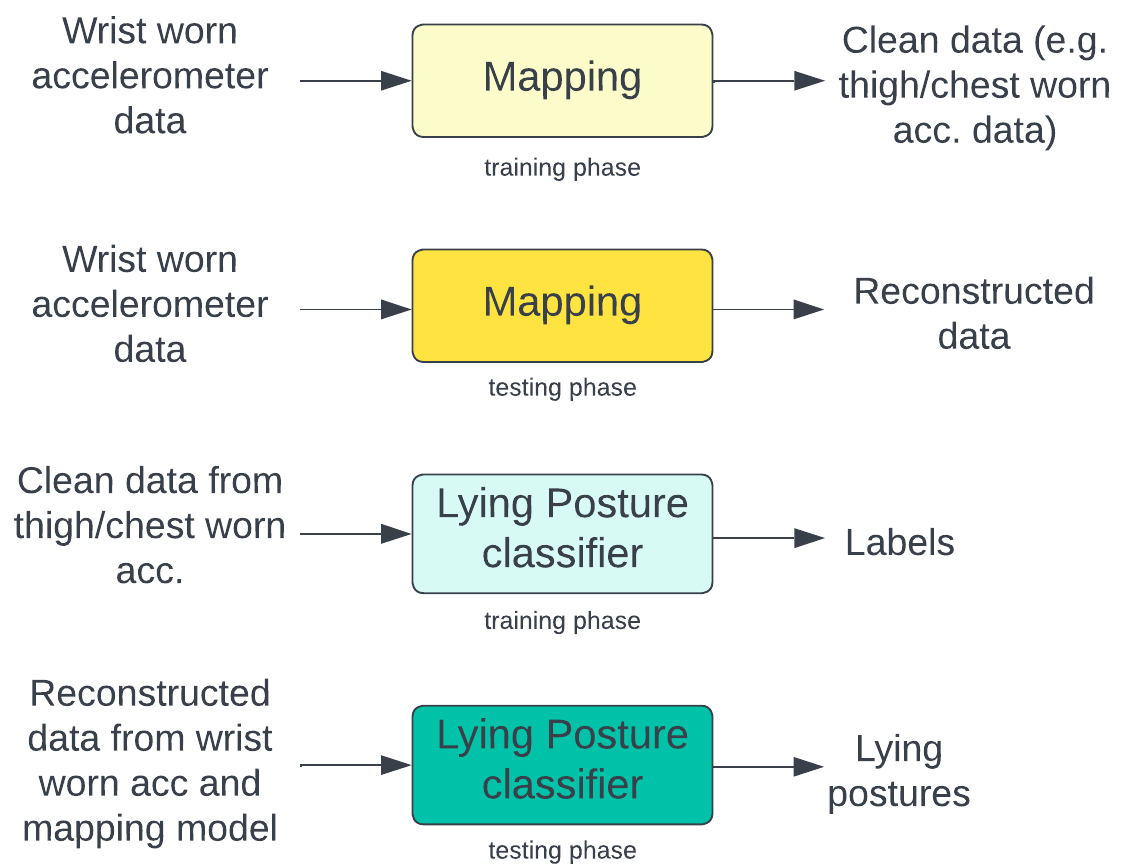 Wrist worn
accelerometer
data
Mapping
training phase
Clean data (e.g.
thigh/chest worn
acc. data)
Wrist worn
accelerometer
data
Mapping
testing phase
Reconstructed
data
Clean data from
thigh/chest worn
acc.
Lying Posture
classifier
training phase
Labels
Reconstructed
data from wrist
worn acc and
mapping model
Lying Posture
classifier
testing phase
Lying
postures